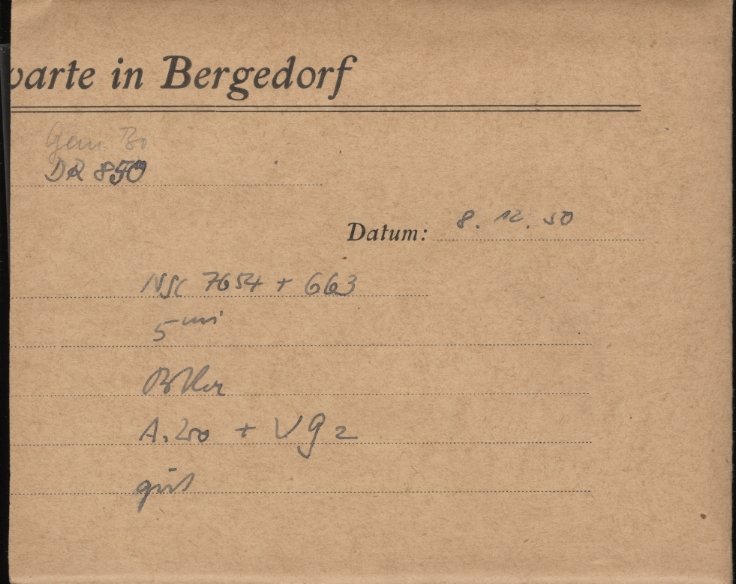 warte in Bergedorf
DR 850
Datum: 8. 12. 50
NGC 7654 + 663
5 min
A. 200 + VG 2
gut